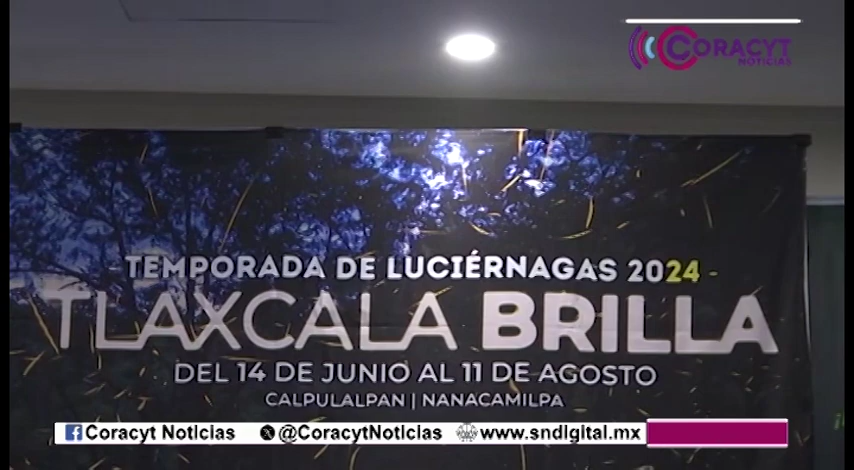 CORACYT
NOTICIAS
- TEMPORADA DE LUCIÉRNAGAS 2024 -
TLAXCALA BRILLA
DEL 14 DE JUNIO AL 11 DE AGOSTO
CALPULALPAN | NANACAMILPA
Coracyt Noticias @CoracytNoticias www.sndigital.mx